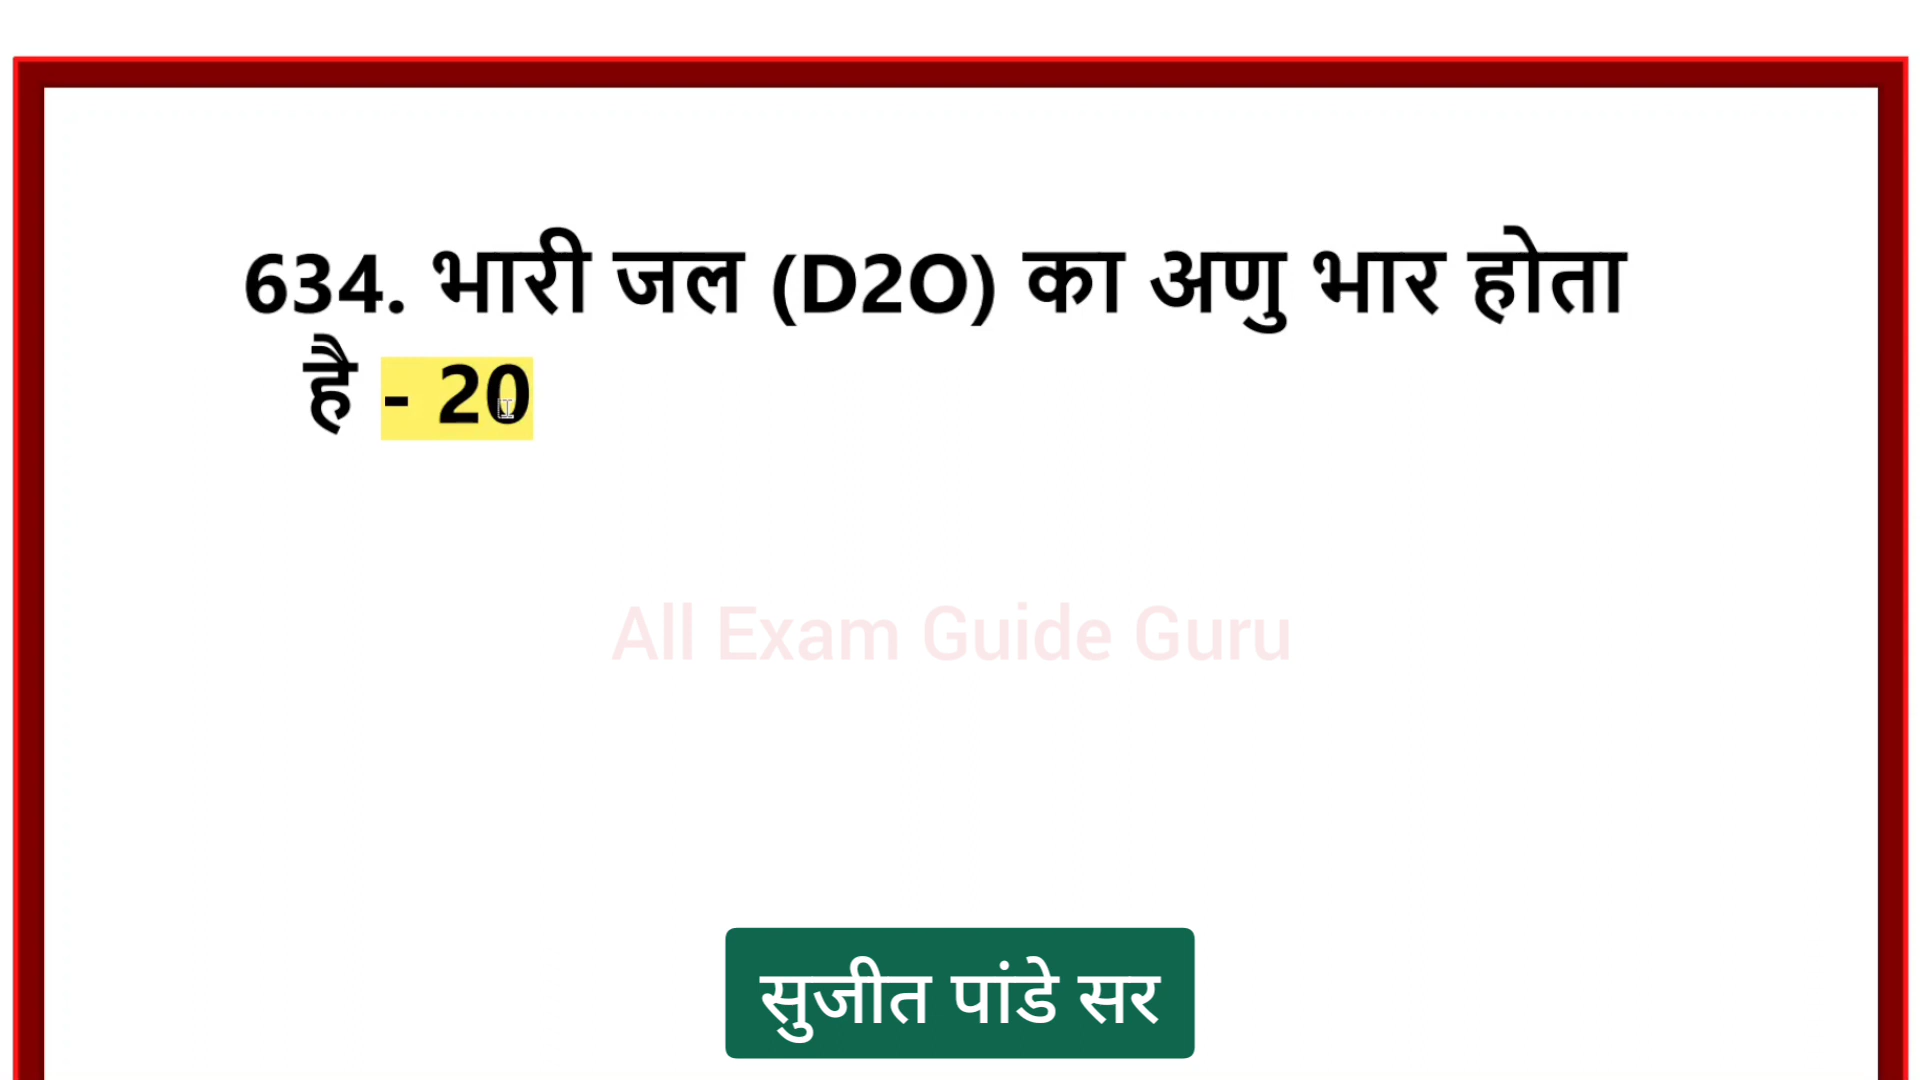 634. भारी जल (D2O) का अणु भार होता
है - 20
All Exam Guide Guru
सुजीत पांडे सर